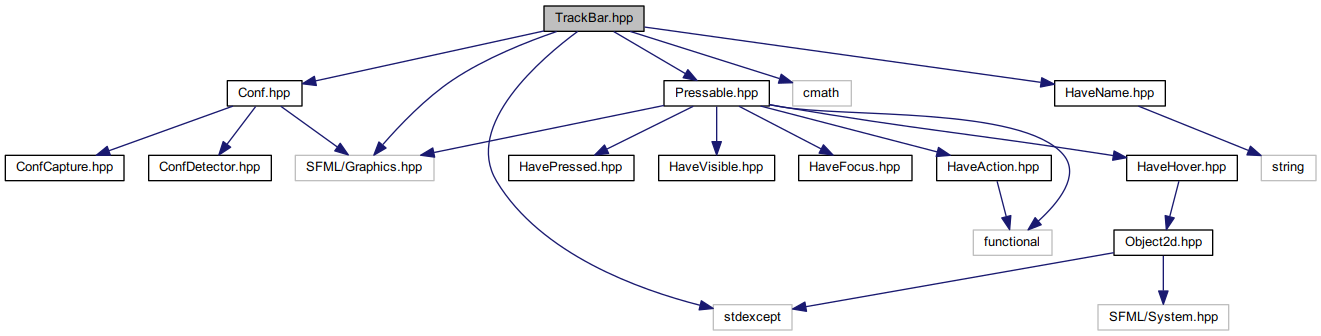 TrackBar.hpp
Conf.hpp
Pressable.hpp
cmath
HaveName.hpp
ConfCapture.hpp
ConfDetector.hpp
SFML/Graphics.hpp
HavePressed.hpp
HaveVisible.hpp
HaveFocus.hpp
HaveAction.hpp
HaveHover.hpp
string
functional
Object2d.hpp
stdexcept
SFML/System.hpp